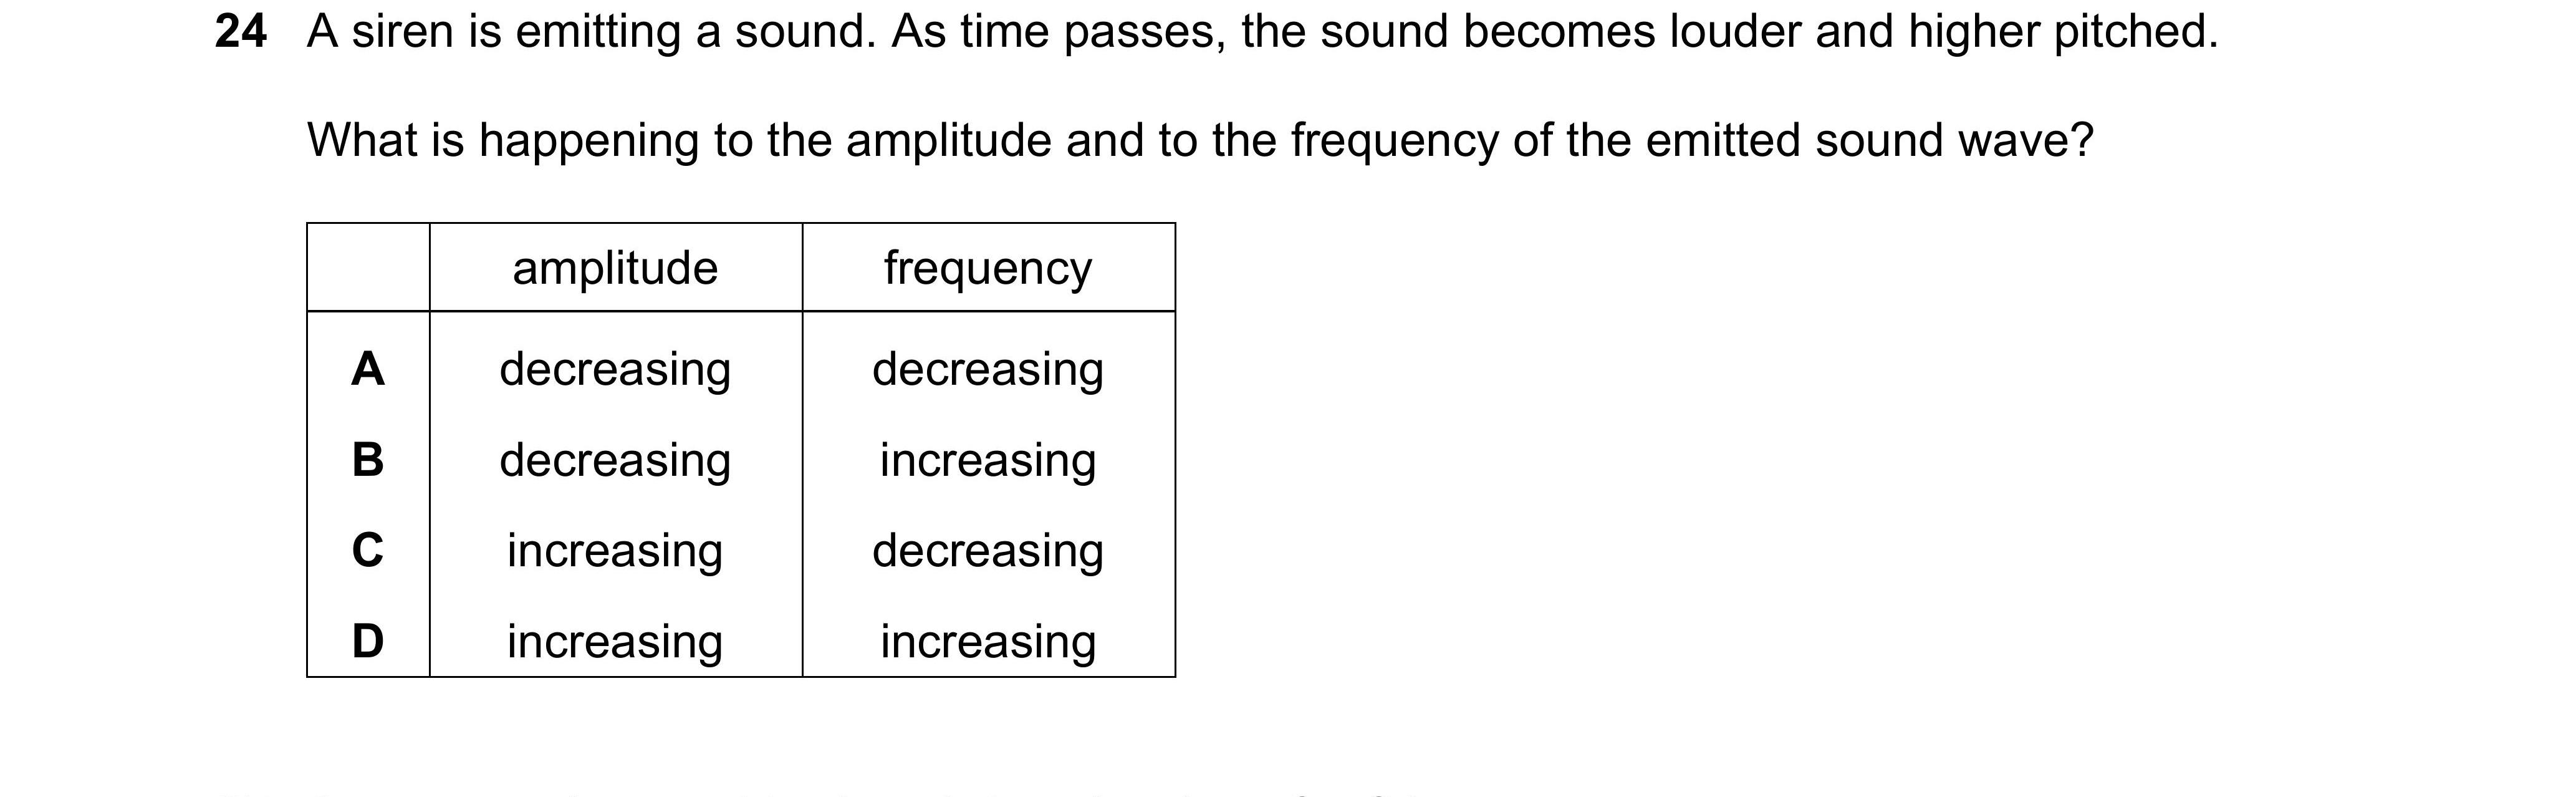 24 A siren is emitting a sound. As time passes, the sound becomes louder and higher pitched.
What is happening to the amplitude and to the frequency of the emitted sound wave?
amplitude frequency
A decreasing decreasing
B decreasing increasing
C increasing decreasing
D increasing increasing